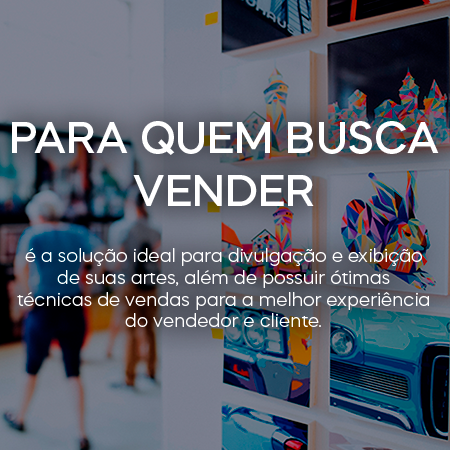 PARA QUEM BUSCA
VENDER
é a solução ideal para divulgação e exibição
de suas artes, além de possuir ótimas
técnicas de vendas para a melhor experiência
do vendedor e cliente.